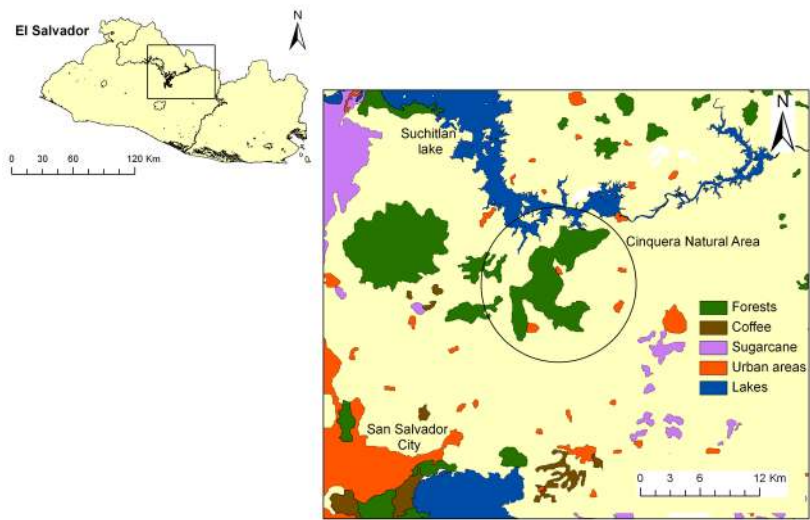 El Salvador
N
0 30 60 120 Km
N
Suchitlan
lake
Cinquera Natural Area
Forests
Coffee
Sugarcane
Urban areas
Lakes
San Salvador
City
0 3 6 12 Km